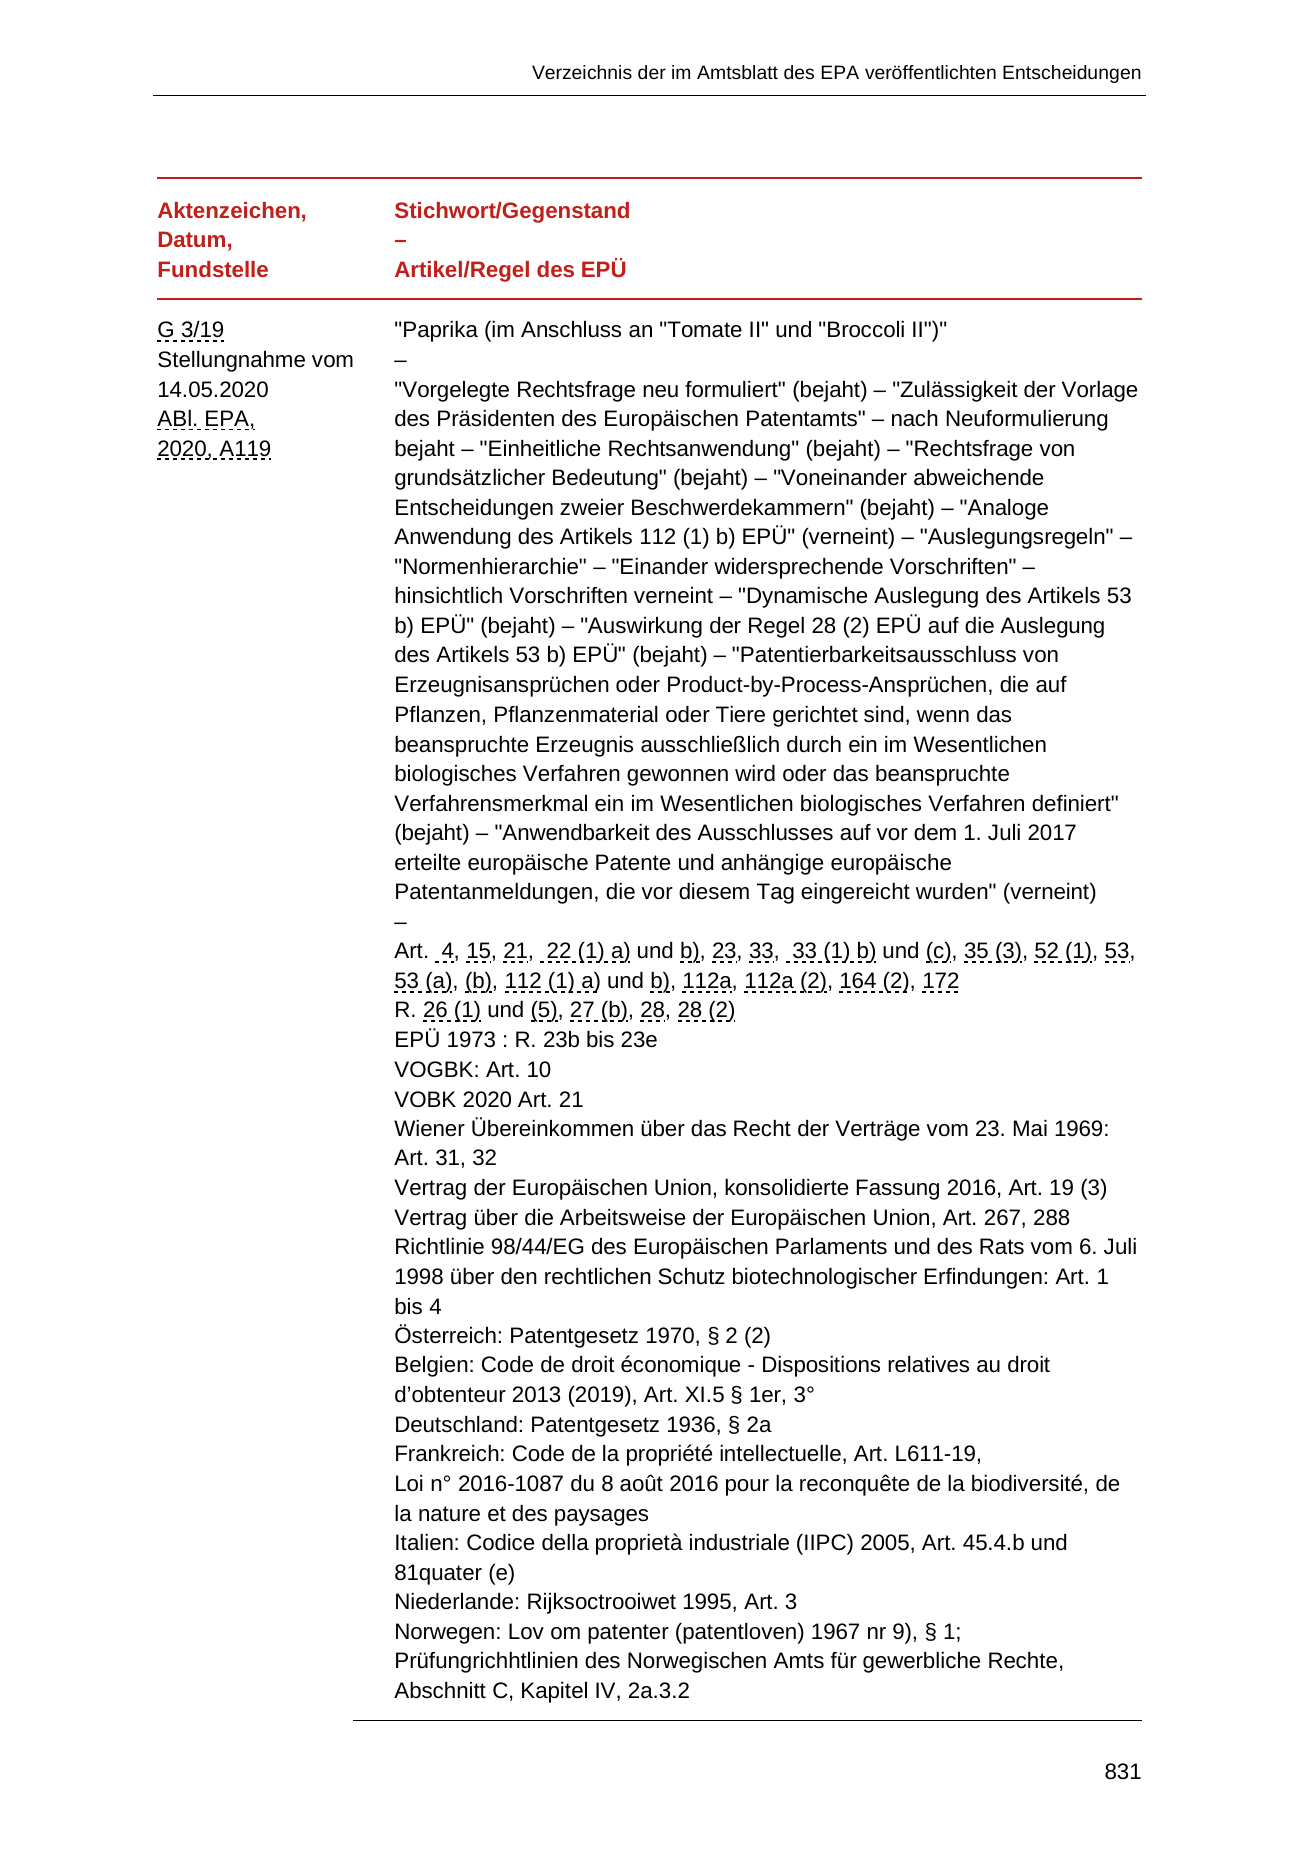 Verzeichnis der im Amtsblatt des EPA veröffentlichten Entscheidungen
Aktenzeichen,
Datum,
Fundstelle
Stichwort/Gegenstand
–
Artikel/Regel des EPÜ
G 3/19
Stellungnahme vom
14.05.2020
ABl. EPA,
2020, A119
"Paprika (im Anschluss an "Tomate II" und "Broccoli II")"
–
"Vorgelegte Rechtsfrage neu formuliert" (bejaht) – "Zulässigkeit der Vorlage
des Präsidenten des Europäischen Patentamts" – nach Neuformulierung
bejaht – "Einheitliche Rechtsanwendung" (bejaht) – "Rechtsfrage von
grundsätzlicher Bedeutung" (bejaht) – "Voneinander abweichende
Entscheidungen zweier Beschwerdekammern" (bejaht) – "Analoge
Anwendung des Artikels 112 (1) b) EPÜ" (verneint) – "Auslegungsregeln" –
"Normenhierarchie" – "Einander widersprechende Vorschriften" –
hinsichtlich Vorschriften verneint – "Dynamische Auslegung des Artikels 53
b) EPÜ" (bejaht) – "Auswirkung der Regel 28 (2) EPÜ auf die Auslegung
des Artikels 53 b) EPÜ" (bejaht) – "Patentierbarkeitsausschluss von
Erzeugnisansprüchen oder Product-by-Process-Ansprüchen, die auf
Pflanzen, Pflanzenmaterial oder Tiere gerichtet sind, wenn das
beanspruchte Erzeugnis ausschließlich durch ein im Wesentlichen
biologisches Verfahren gewonnen wird oder das beanspruchte
Verfahrensmerkmal ein im Wesentlichen biologisches Verfahren definiert"
(bejaht) – "Anwendbarkeit des Ausschlusses auf vor dem 1. Juli 2017
erteilte europäische Patente und anhängige europäische
Patentanmeldungen, die vor diesem Tag eingereicht wurden" (verneint)
–
Art.  4, 15, 21,  22 (1) a) und b), 23, 33,  33 (1) b) und (c), 35 (3), 52 (1), 53,
53 (a), (b), 112 (1) a) und b), 112a, 112a (2), 164 (2), 172
R. 26 (1) und (5), 27 (b), 28, 28 (2)
EPÜ 1973 : R. 23b bis 23e
VOGBK: Art. 10
VOBK 2020 Art. 21
Wiener Übereinkommen über das Recht der Verträge vom 23. Mai 1969:
Art. 31, 32
Vertrag der Europäischen Union, konsolidierte Fassung 2016, Art. 19 (3)
Vertrag über die Arbeitsweise der Europäischen Union, Art. 267, 288
Richtlinie 98/44/EG des Europäischen Parlaments und des Rats vom 6. Juli
1998 über den rechtlichen Schutz biotechnologischer Erfindungen: Art. 1
bis 4
Österreich: Patentgesetz 1970, § 2 (2)
Belgien: Code de droit économique - Dispositions relatives au droit
d’obtenteur 2013 (2019), Art. XI.5 § 1er, 3°
Deutschland: Patentgesetz 1936, § 2a
Frankreich: Code de la propriété intellectuelle, Art. L611-19,
Loi n° 2016-1087 du 8 août 2016 pour la reconquête de la biodiversité, de
la nature et des paysages
Italien: Codice della proprietà industriale (IIPC) 2005, Art. 45.4.b und
81quater (e)
Niederlande: Rijksoctrooiwet 1995, Art. 3
Norwegen: Lov om patenter (patentloven) 1967 nr 9), § 1;
Prüfungrichhtlinien des Norwegischen Amts für gewerbliche Rechte,
Abschnitt C, Kapitel IV, 2a.3.2
831